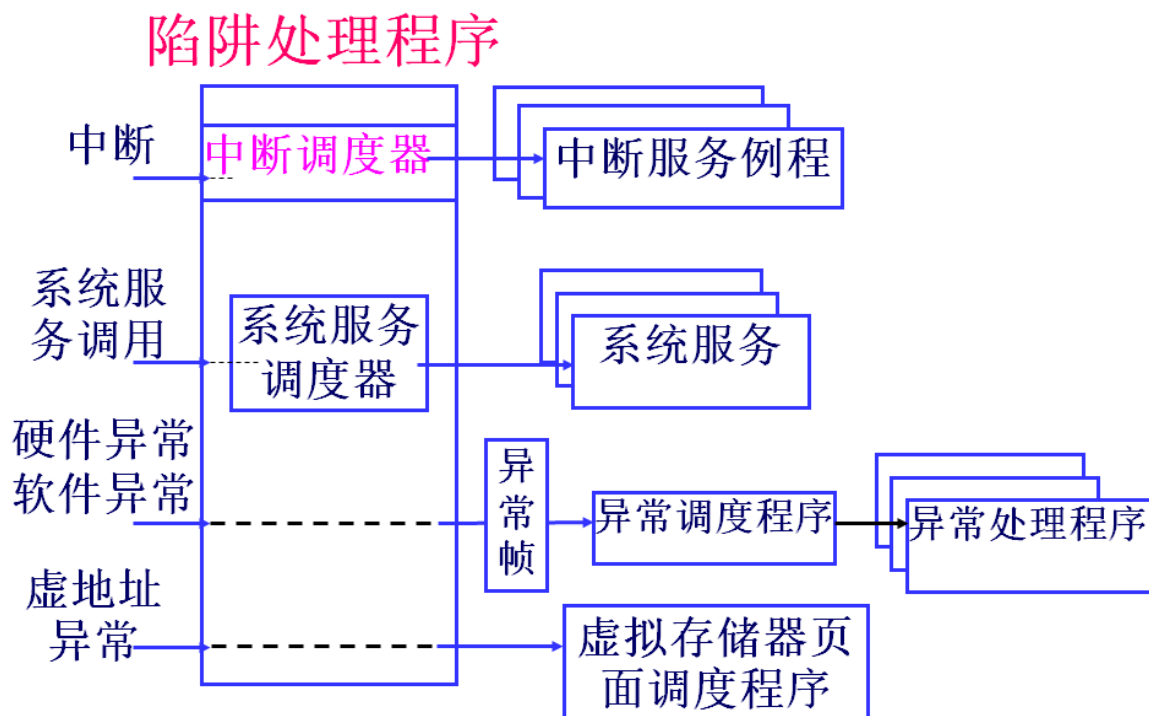 陷阱处理程序
中断
中断调度器
中断服务例程
系统服
务调用
系统服务
调度器
系统服务
硬件异常
软件异常
异
常
帧
异常调度程序
异常处理程序
虚地址
异常
虚拟存储器页
面调度程序